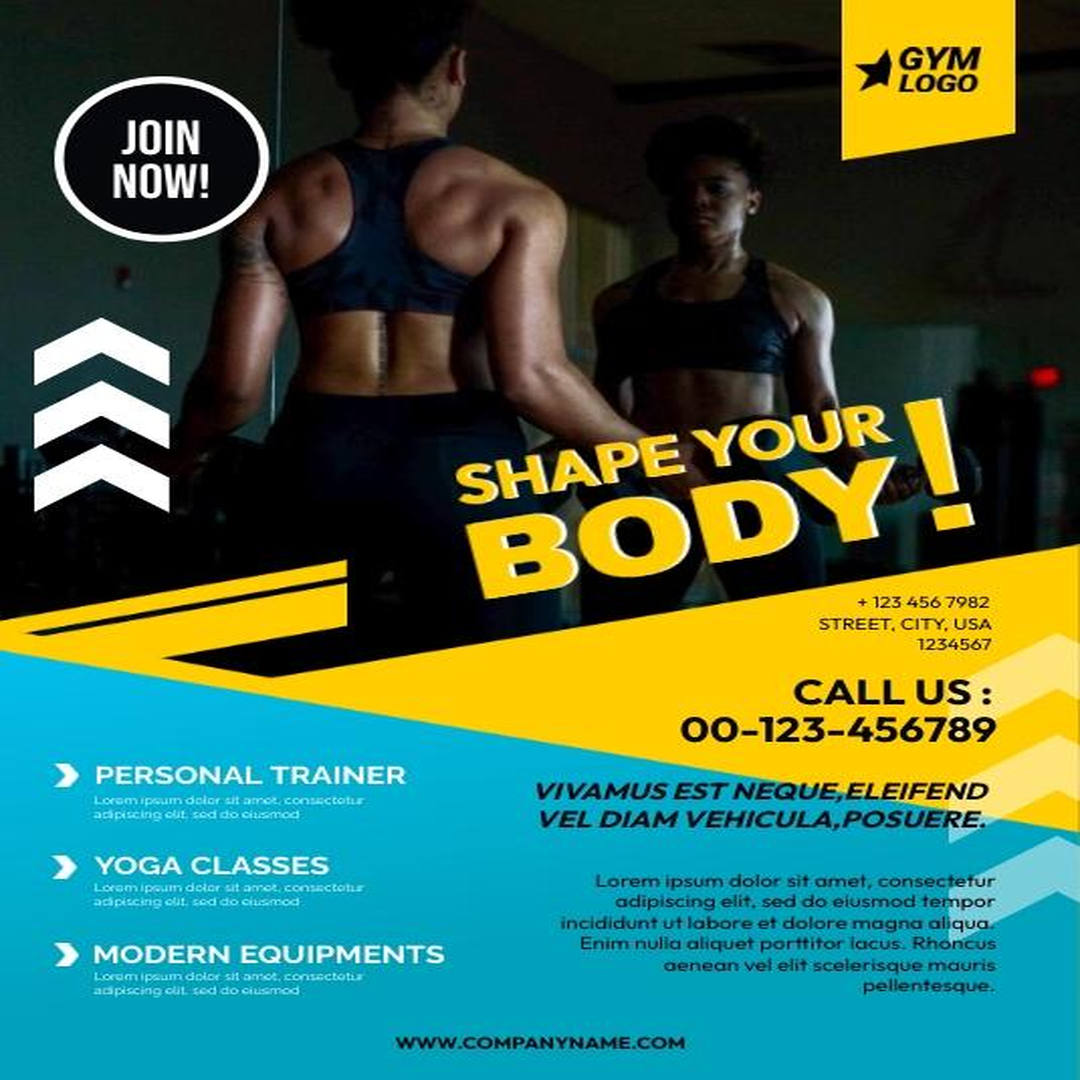 GYM
LOGO
JOIN
NOW!
SHAPE YOUR
BODY!
+ 123 456 7982
STREET, CITY, USA
1234567
CALL US :
00-123-456789
PERSONAL TRAINER
Lorem ipsum dolor sit amet, consectetur
adipiscing elit, sed do eiusmod
YOGA CLASSES
Lorem ipsum dolor sit amet, consectetur
adipiscing elit, sed do eiusmod
MODERN EQUIPMENTS
Lorem ipsum dolor sit amet, consectetur
adipiscing elit, sed do eiusmod
VIVAMUS EST NEQUE,ELEIFEND
VEL DIAM VEHICULA,POSUERE.
Lorem ipsum dolor sit amet, consectetur
adipiscing elit, sed do eiusmod tempor
incididunt ut labore et dolore magna aliqua.
Enim nulla aliquet porttitor lacus. Rhoncus
aenean vel elit scelerisque mauris
pellentesque.
WWW.COMPANYNAME.COM